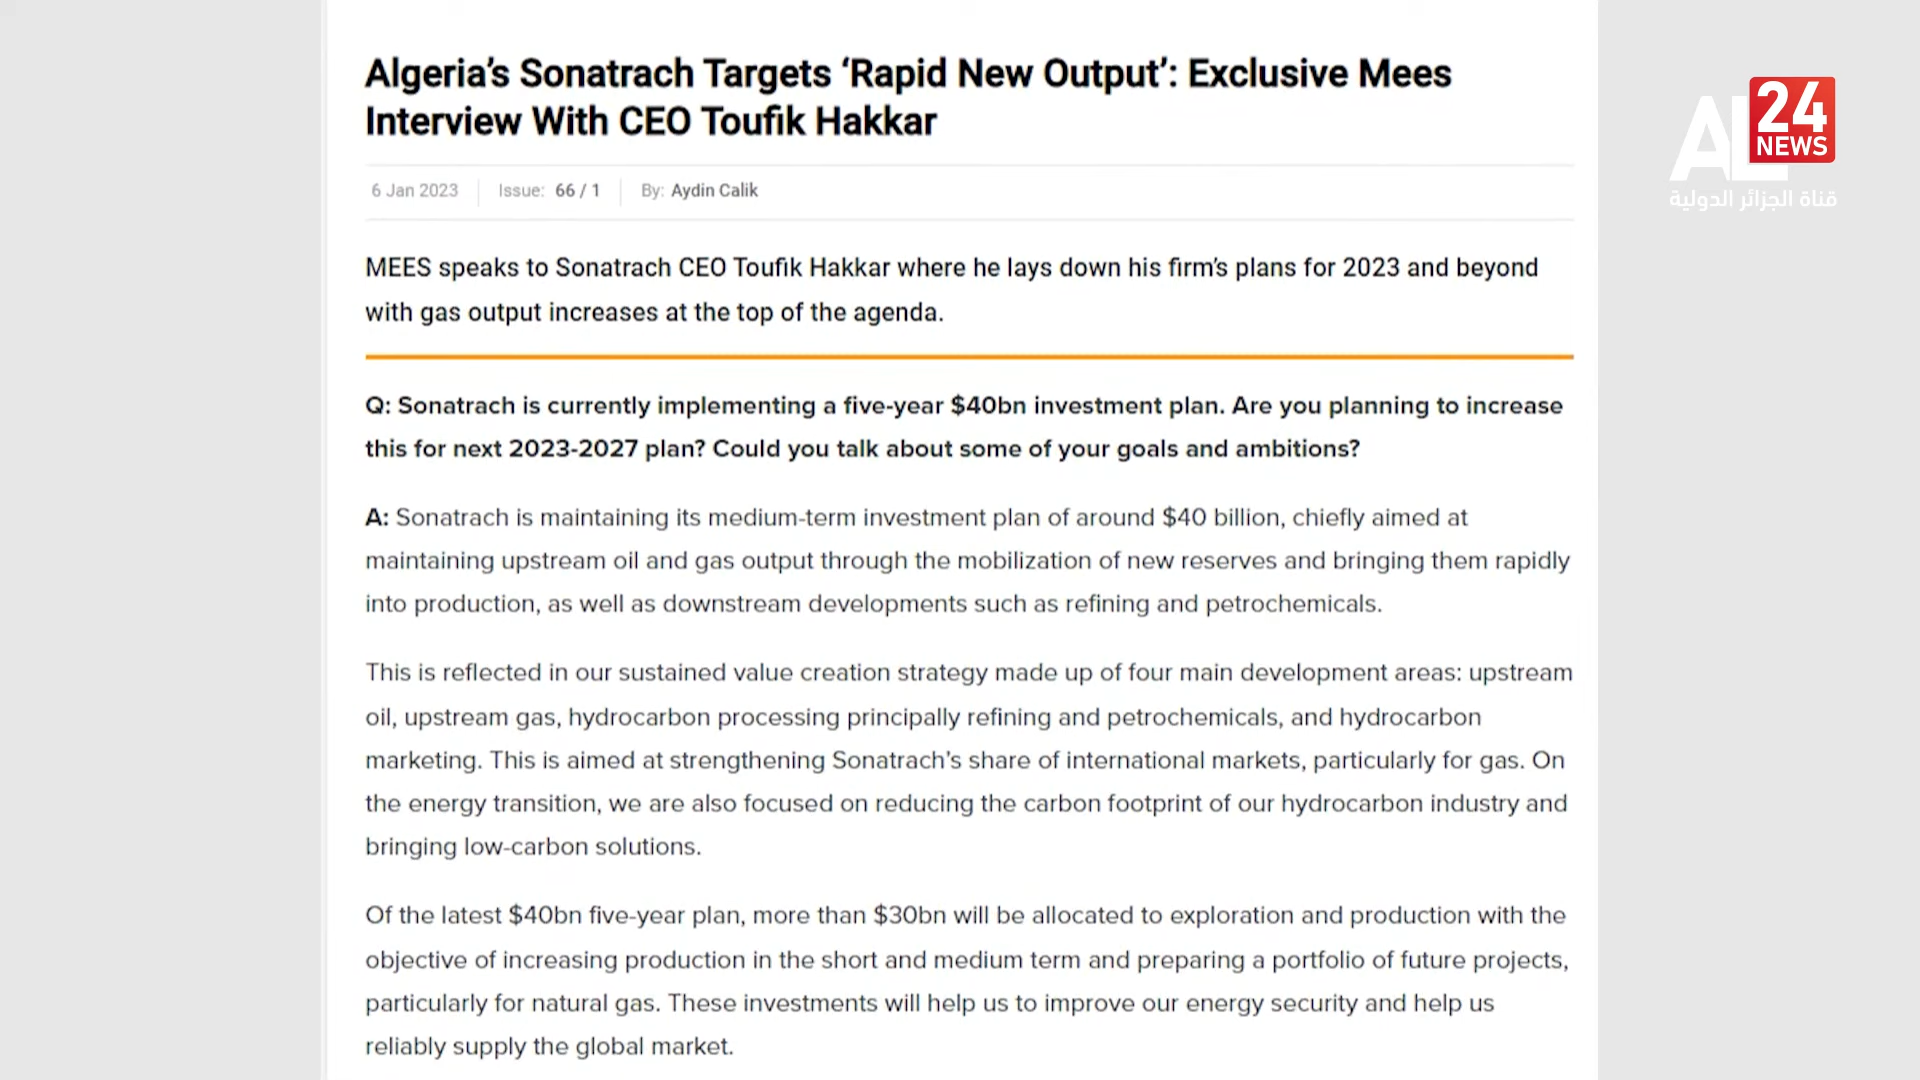 Algeria’s Sonatrach Targets ‘Rapid New Output’: Exclusive Mees
Interview With CEO Toufik Hakkar
6 Jan 2023 Issue: 66 / 1 By: Aydin Calik
MEES speaks to Sonatrach CEO Toufik Hakkar where he lays down his firm’s plans for 2023 and beyond
with gas output increases at the top of the agenda.
Q: Sonatrach is currently implementing a five-year $40bn investment plan. Are you planning to increase
this for next 2023-2027 plan? Could you talk about some of your goals and ambitions?
A: Sonatrach is maintaining its medium-term investment plan of around $40 billion, chiefly aimed at
maintaining upstream oil and gas output through the mobilization of new reserves and bringing them rapidly
into production, as well as downstream developments such as refining and petrochemicals.
This is reflected in our sustained value creation strategy made up of four main development areas: upstream
oil, upstream gas, hydrocarbon processing principally refining and petrochemicals, and hydrocarbon
marketing. This is aimed at strengthening Sonatrach’s share of international markets, particularly for gas. On
the energy transition, we are also focused on reducing the carbon footprint of our hydrocarbon industry and
bringing low-carbon solutions.
Of the latest $40bn five-year plan, more than $30bn will be allocated to exploration and production with the
objective of increasing production in the short and medium term and preparing a portfolio of future projects,
particularly for natural gas. These investments will help us to improve our energy security and help us
reliably supply the global market.
AL
24
NEWS
قناة الجزائر الدولية